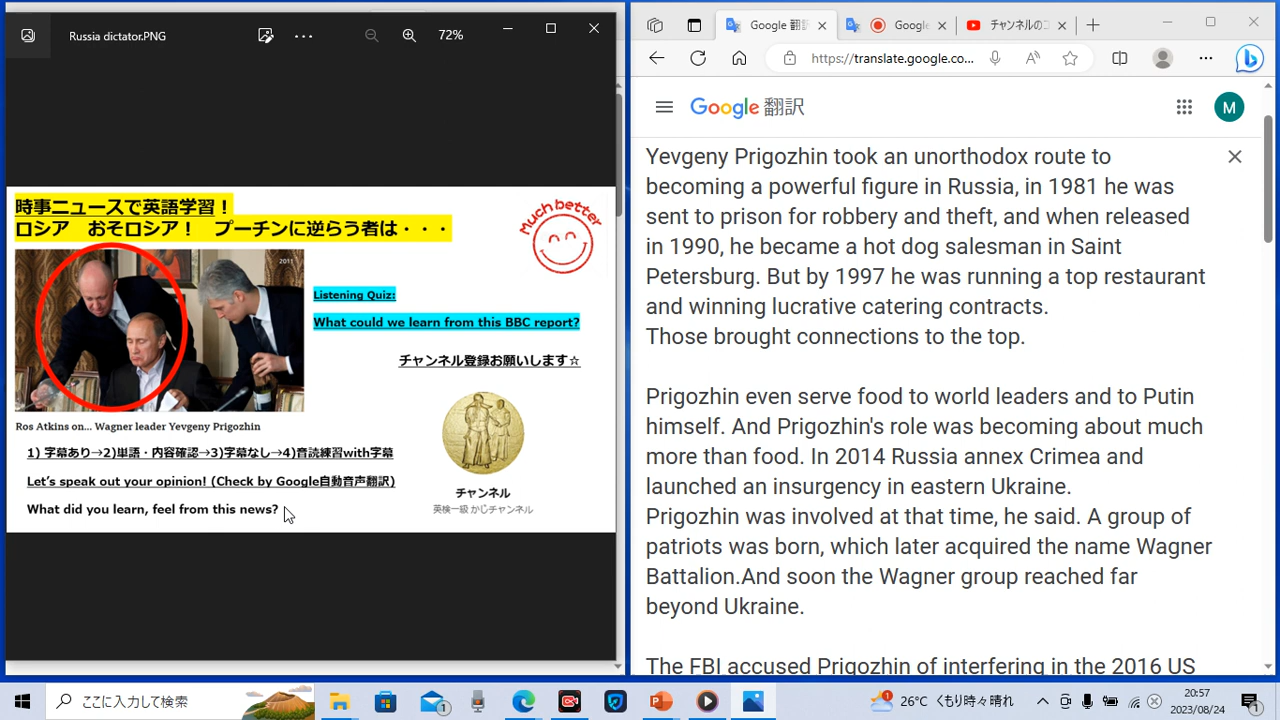 Russia dictator.PNG
72%
時事ニュースで英語学習！
ロシア　おそロシア！　プーチンに逆らう者は・・・
Much better
2011
Listening Quiz:
What could we learn from this BBC report?
チャンネル登録お願いします☆
Ros Atkins on... Wagner leader Yevgeny Prigozhin
1) 字幕あり→2)単語・内容確認→3)字幕なし→4)音読練習with字幕
Let's speak out your opinion! (Check by Google自動音声翻訳)
What did you learn, feel from this news?
チャンネル
英検一級 かじチャンネル
Google 翻訳
Google
チャンネルのコ
https://translate.google.co...
Google 翻訳
M
Yevgeny Prigozhin took an unorthodox route to
becoming a powerful figure in Russia, in 1981 he was
sent to prison for robbery and theft, and when released
in 1990, he became a hot dog salesman in Saint
Petersburg. But by 1997 he was running a top restaurant
and winning lucrative catering contracts.
Those brought connections to the top.
Prigozhin even serve food to world leaders and to Putin
himself. And Prigozhin's role was becoming about much
more than food. In 2014 Russia annex Crimea and
launched an insurgency in eastern Ukraine.
Prigozhin was involved at that time, he said. A group of
patriots was born, which later acquired the name Wagner
Battalion.And soon the Wagner group reached far
beyond Ukraine.
The FBI accused Prigozhin of interfering in the 2016 US
ここに入力して検索
1
26°C くもり時々晴れ
20:57
2023/08/24
1